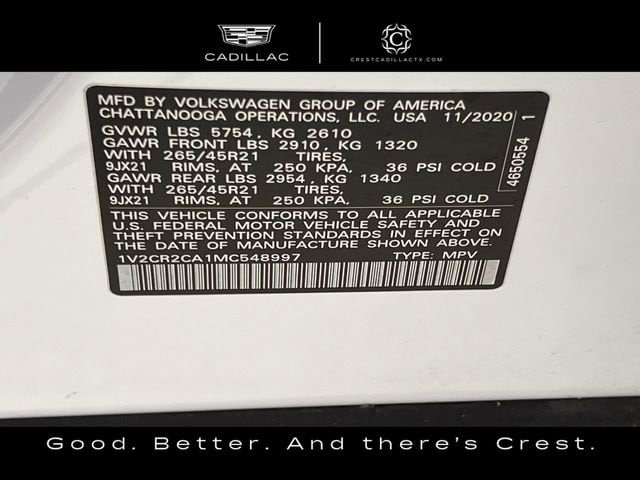 CADILLAC
C
CRESTCADILLACTX.COM
MFD BY VOLKSWAGEN GROUP OF AMERICA
CHATTANOOGA OPERATIONS, LLC. USA 11/2020
GVWR LBS 5754 , KG 2610
GAWR FRONT LBS 2910 , KG 1320
WITH 265/45R21 TIRES,
9JX21 RIMS, AT 250 KPA, 36 PSI COLD
GAWR REAR LBS 2954 , KG 1340
WITH 265/45R21 TIRES,
9JX21 RIMS, AT 250 KPA, 36 PSI COLD
THIS VEHICLE CONFORMS TO ALL APPLICABLE
U.S. FEDERAL MOTOR VEHICLE SAFETY AND
THEFT PREVENTION STANDARDS IN EFFECT ON
THE DATE OF MANUFACTURE SHOWN ABOVE.
1V2CR2CA1MC548997 TYPE: MPV
4650554 1
Good. Better. And there's Crest.